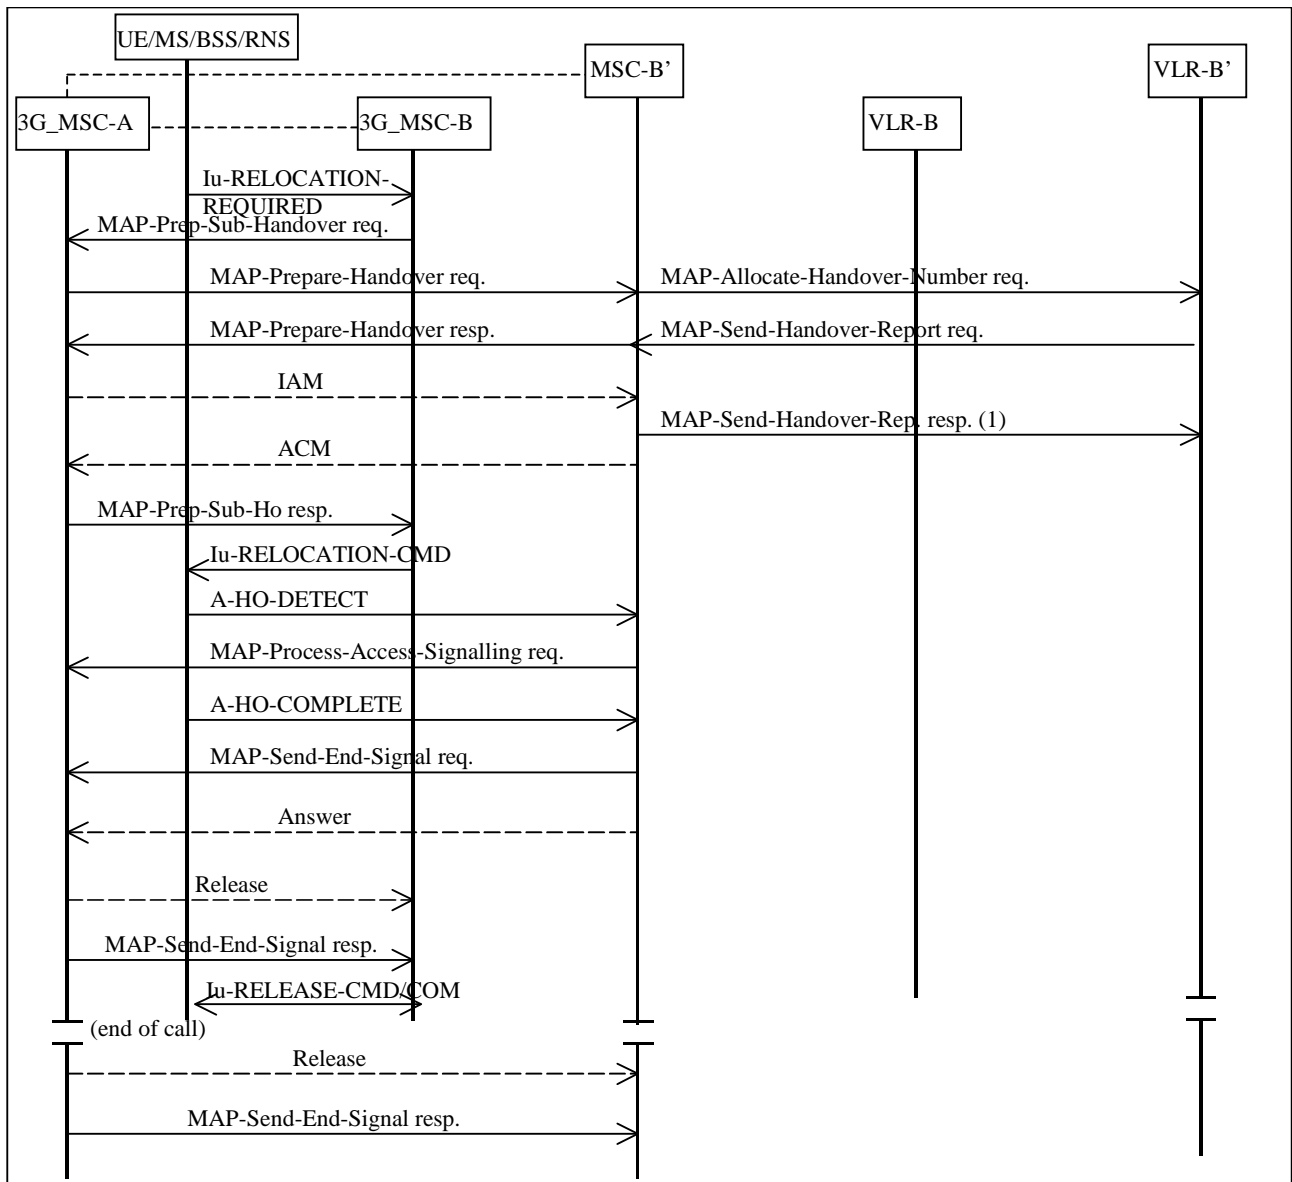 UE/MS/BSS/RNS
MSC-B’
VLR-B’
3G_MSC-A
3G_MSC-B
VLR-B
Iu-RELOCATION-
REQUIRED
MAP-Prep-Sub-Handover req.
MAP-Prepare-Handover req.
MAP-Allocate-Handover-Number req.
MAP-Prepare-Handover resp.
MAP-Send-Handover-Report req.
IAM
MAP-Send-Handover-Rep. resp. (1)
ACM
MAP-Prep-Sub-Ho resp.
Iu-RELOCATION-CMD
A-HO-DETECT
MAP-Process-Access-Signalling req.
A-HO-COMPLETE
MAP-Send-End-Signal req.
Answer
Release
MAP-Send-End-Signal resp.
Iu-RELEASE-CMD/COM
(end of call)
Release
MAP-Send-End-Signal resp.